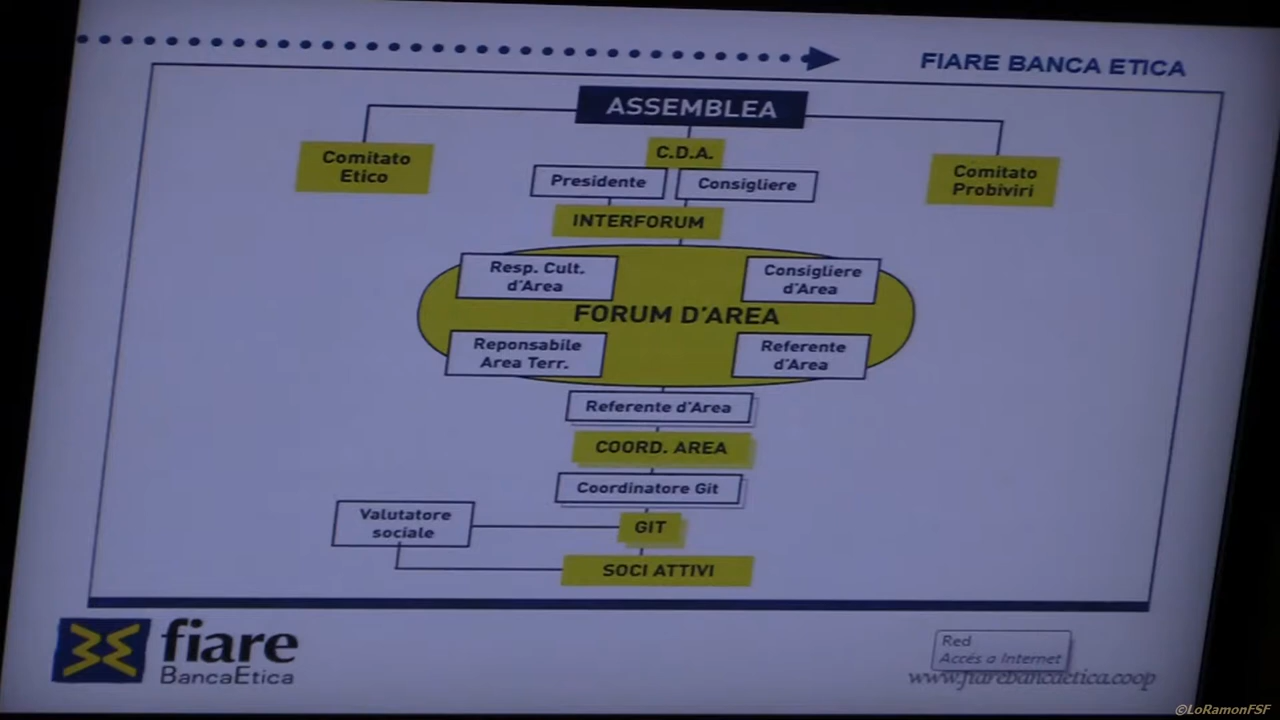 FIARE BANCA ETICA
ASSEMBLEA
Comitato
Etico
C.D.A.
Comitato
Probiviri
Presidente
Consigliere
INTERFORUM
Resp. Cult.
d'Area
Consigliere
d'Area
FORUM D'AREA
Reponsabile
Area Terr.
Referente
d'Area
Referente d'Area
COORD. AREA
Coordinatore Git
Valutatore
sociale
GIT
SOCI ATTIVI
fiare
BancaEtica
Red
Accés a Internet
www.fiarebancaetica.coop
©LoRamonFSF